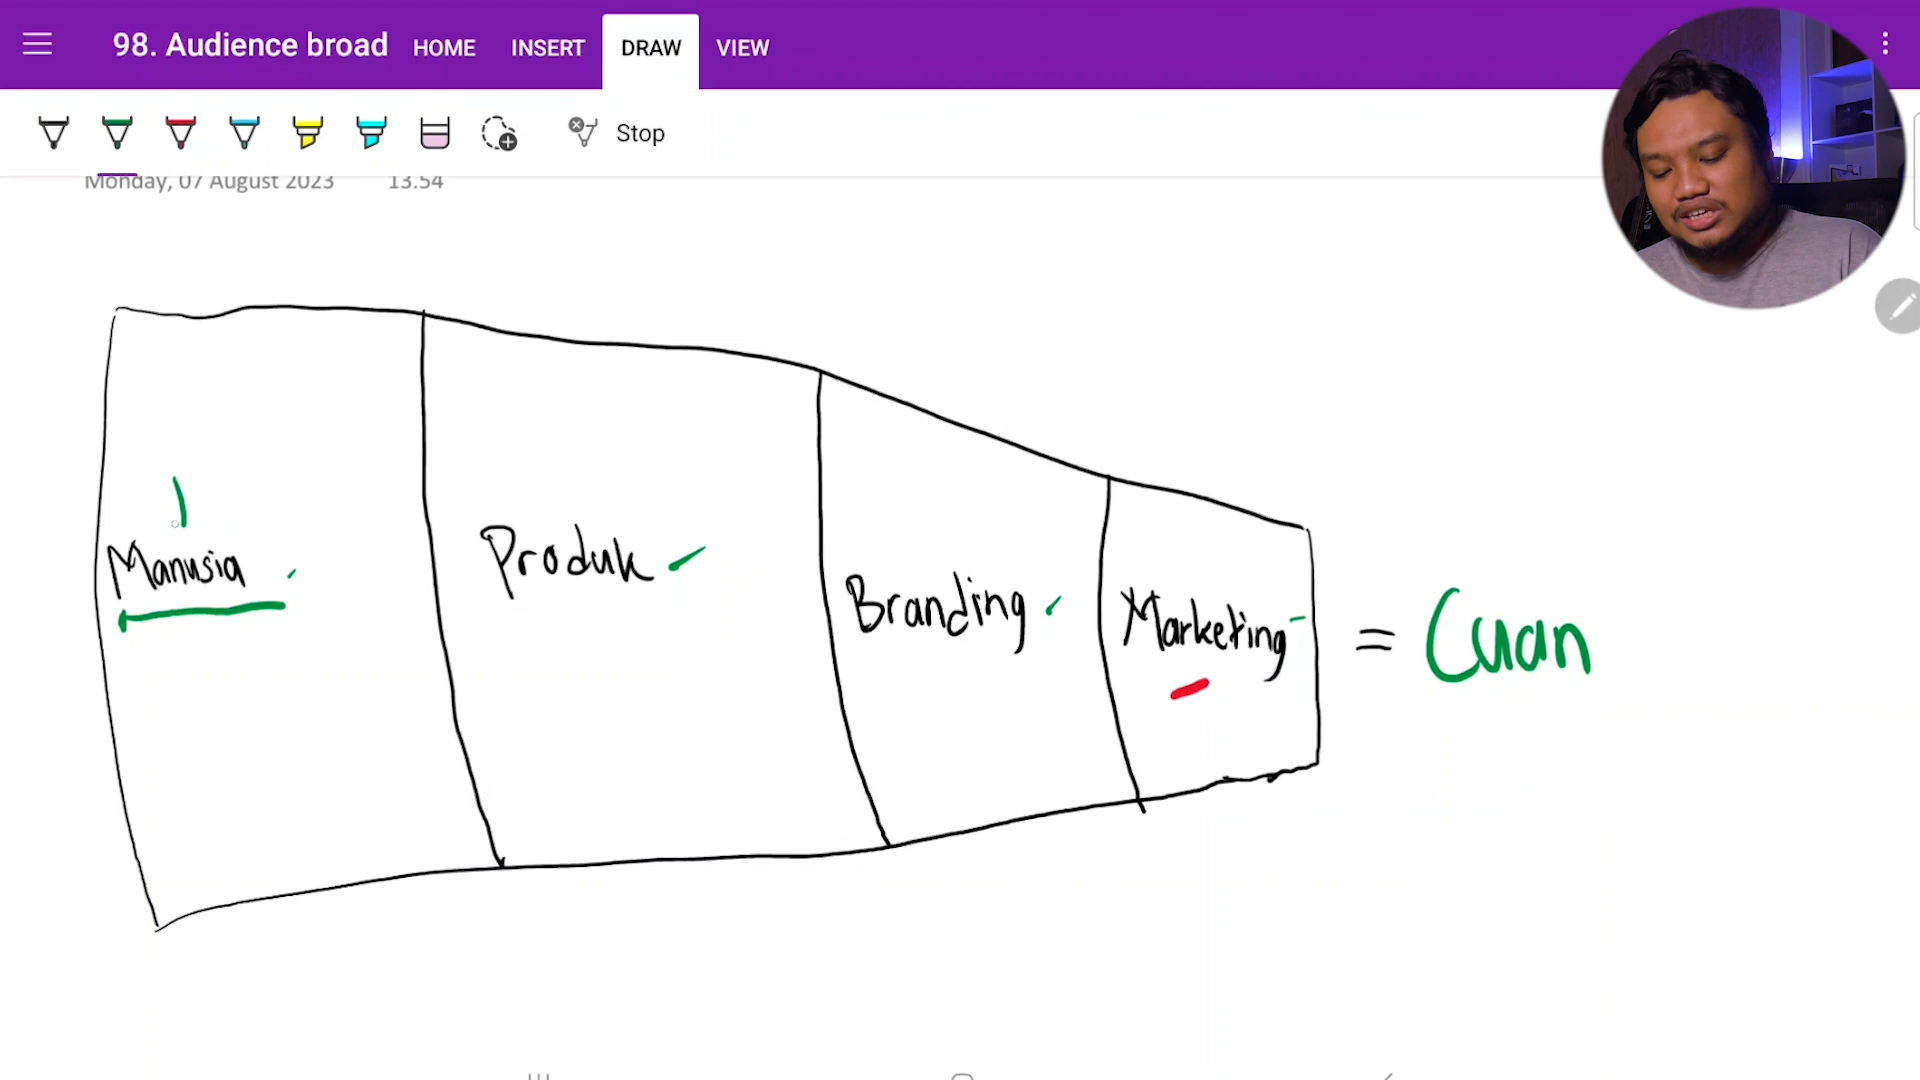 98. Audience broad HOME INSERT DRAW VIEW
Stop
Monday, 07 August 2023 13.54
Manusia
Produk
Branding
Marketing
= Cuan